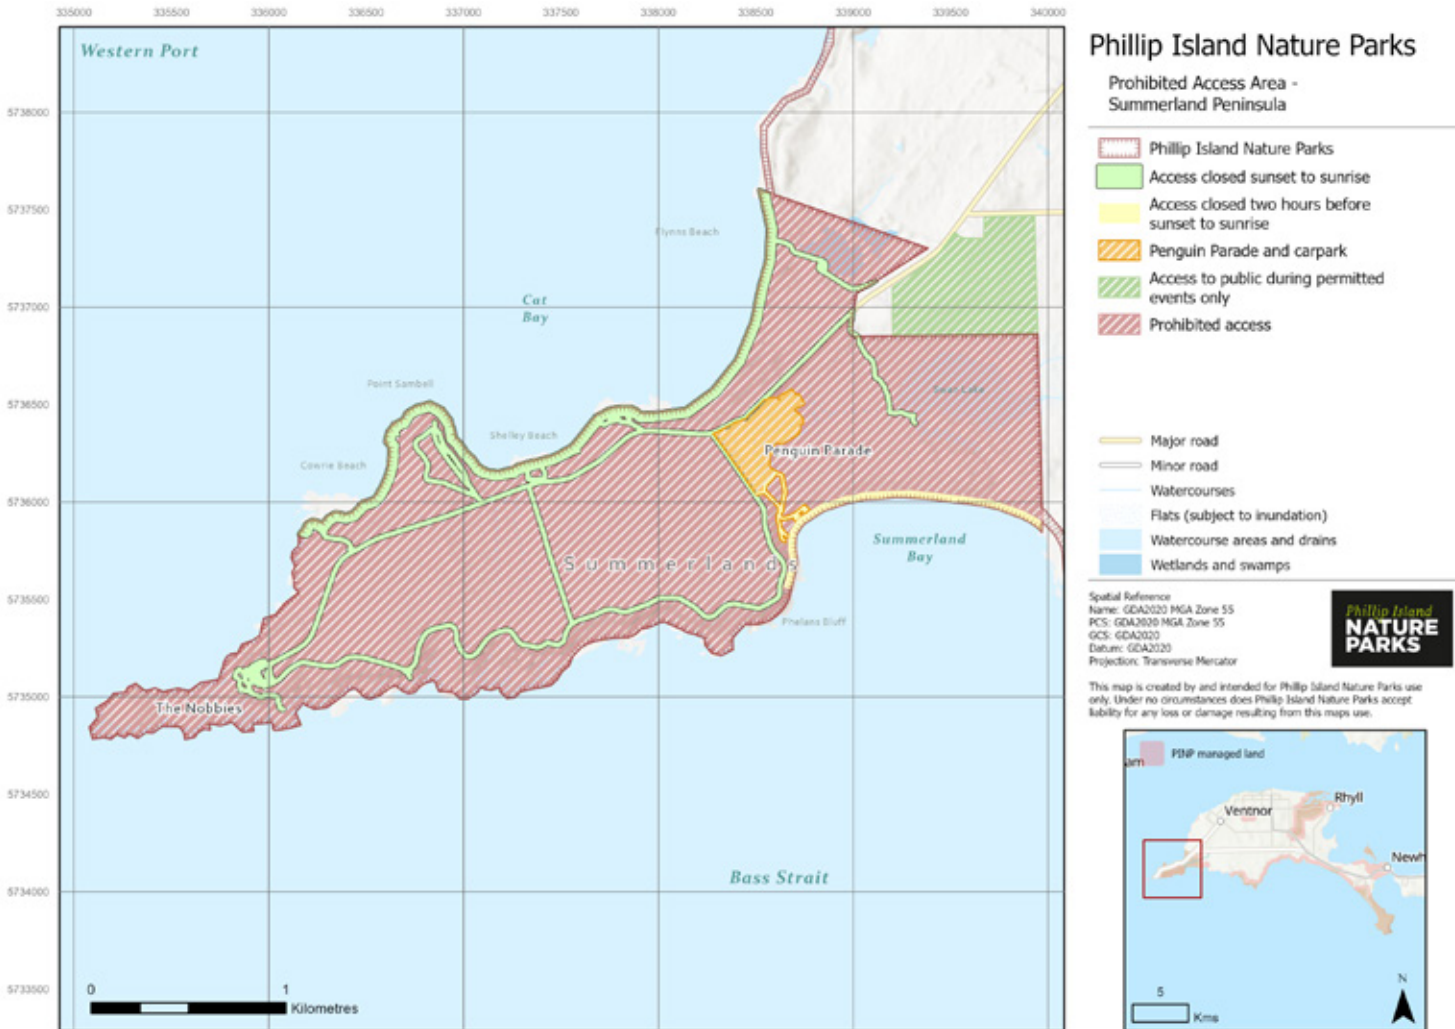 335000 335500 336000 336500 337000 337500 338000 338500 339000 339500 340000
Western Port
5738000
5737500
5737000
5736500
5736000
5735500
5735000
5734500
5734000
5733500
Flynns Beach
Cat
Bay
Point Sambell
Shelley Beach
Cowrie Beach
Swan Lake
Penguin Parade
Summerland
Bay
Summerlands
Phelans Bluff
The Nobbies
Bass Strait
0 1
Kilometres
Phillip Island Nature Parks
Prohibited Access Area -
Summerland Peninsula
Phillip Island Nature Parks
Access closed sunset to sunrise
Access closed two hours before
sunset to sunrise
Penguin Parade and carpark
Access to public during permitted
events only
Prohibited access
Major road
Minor road
Watercourses
Flats (subject to inundation)
Watercourse areas and drains
Wetlands and swamps
Spatial Reference
Name: GDA2020 MGA Zone 55
PCS: GDA2020 MGA Zone 55
GCS: GDA2020
Datum: GDA2020
Projection: Transverse Mercator
Phillip Island
NATURE
PARKS
This map is created by and intended for Phillip Island Nature Parks use
only. Under no circumstances does Phillip Island Nature Parks accept
liability for any loss or damage resulting from this maps use.
PINP managed land
am
Rhyll
Ventnor
Newh
N
5
Kms